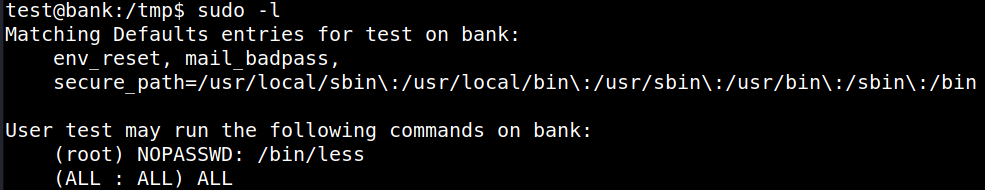 test@bank:/tmp$ sudo -l
Matching Defaults entries for test on bank:
    env_reset, mail_badpass,
    secure_path=/usr/local/sbin\:/usr/local/bin\:/usr/sbin\:/usr/bin\:/sbin\:/bin

User test may run the following commands on bank:
    (root) NOPASSWD: /bin/less
    (ALL : ALL) ALL